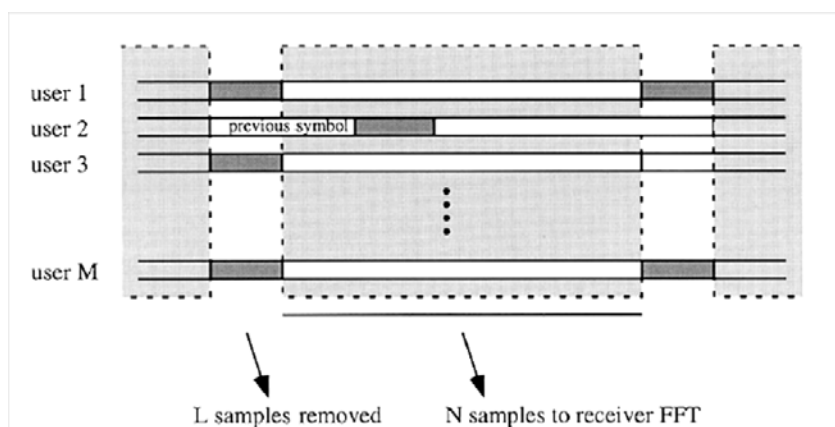 user 1
user 2
previous symbol
user 3
user M
L samples removed
N samples to receiver FFT